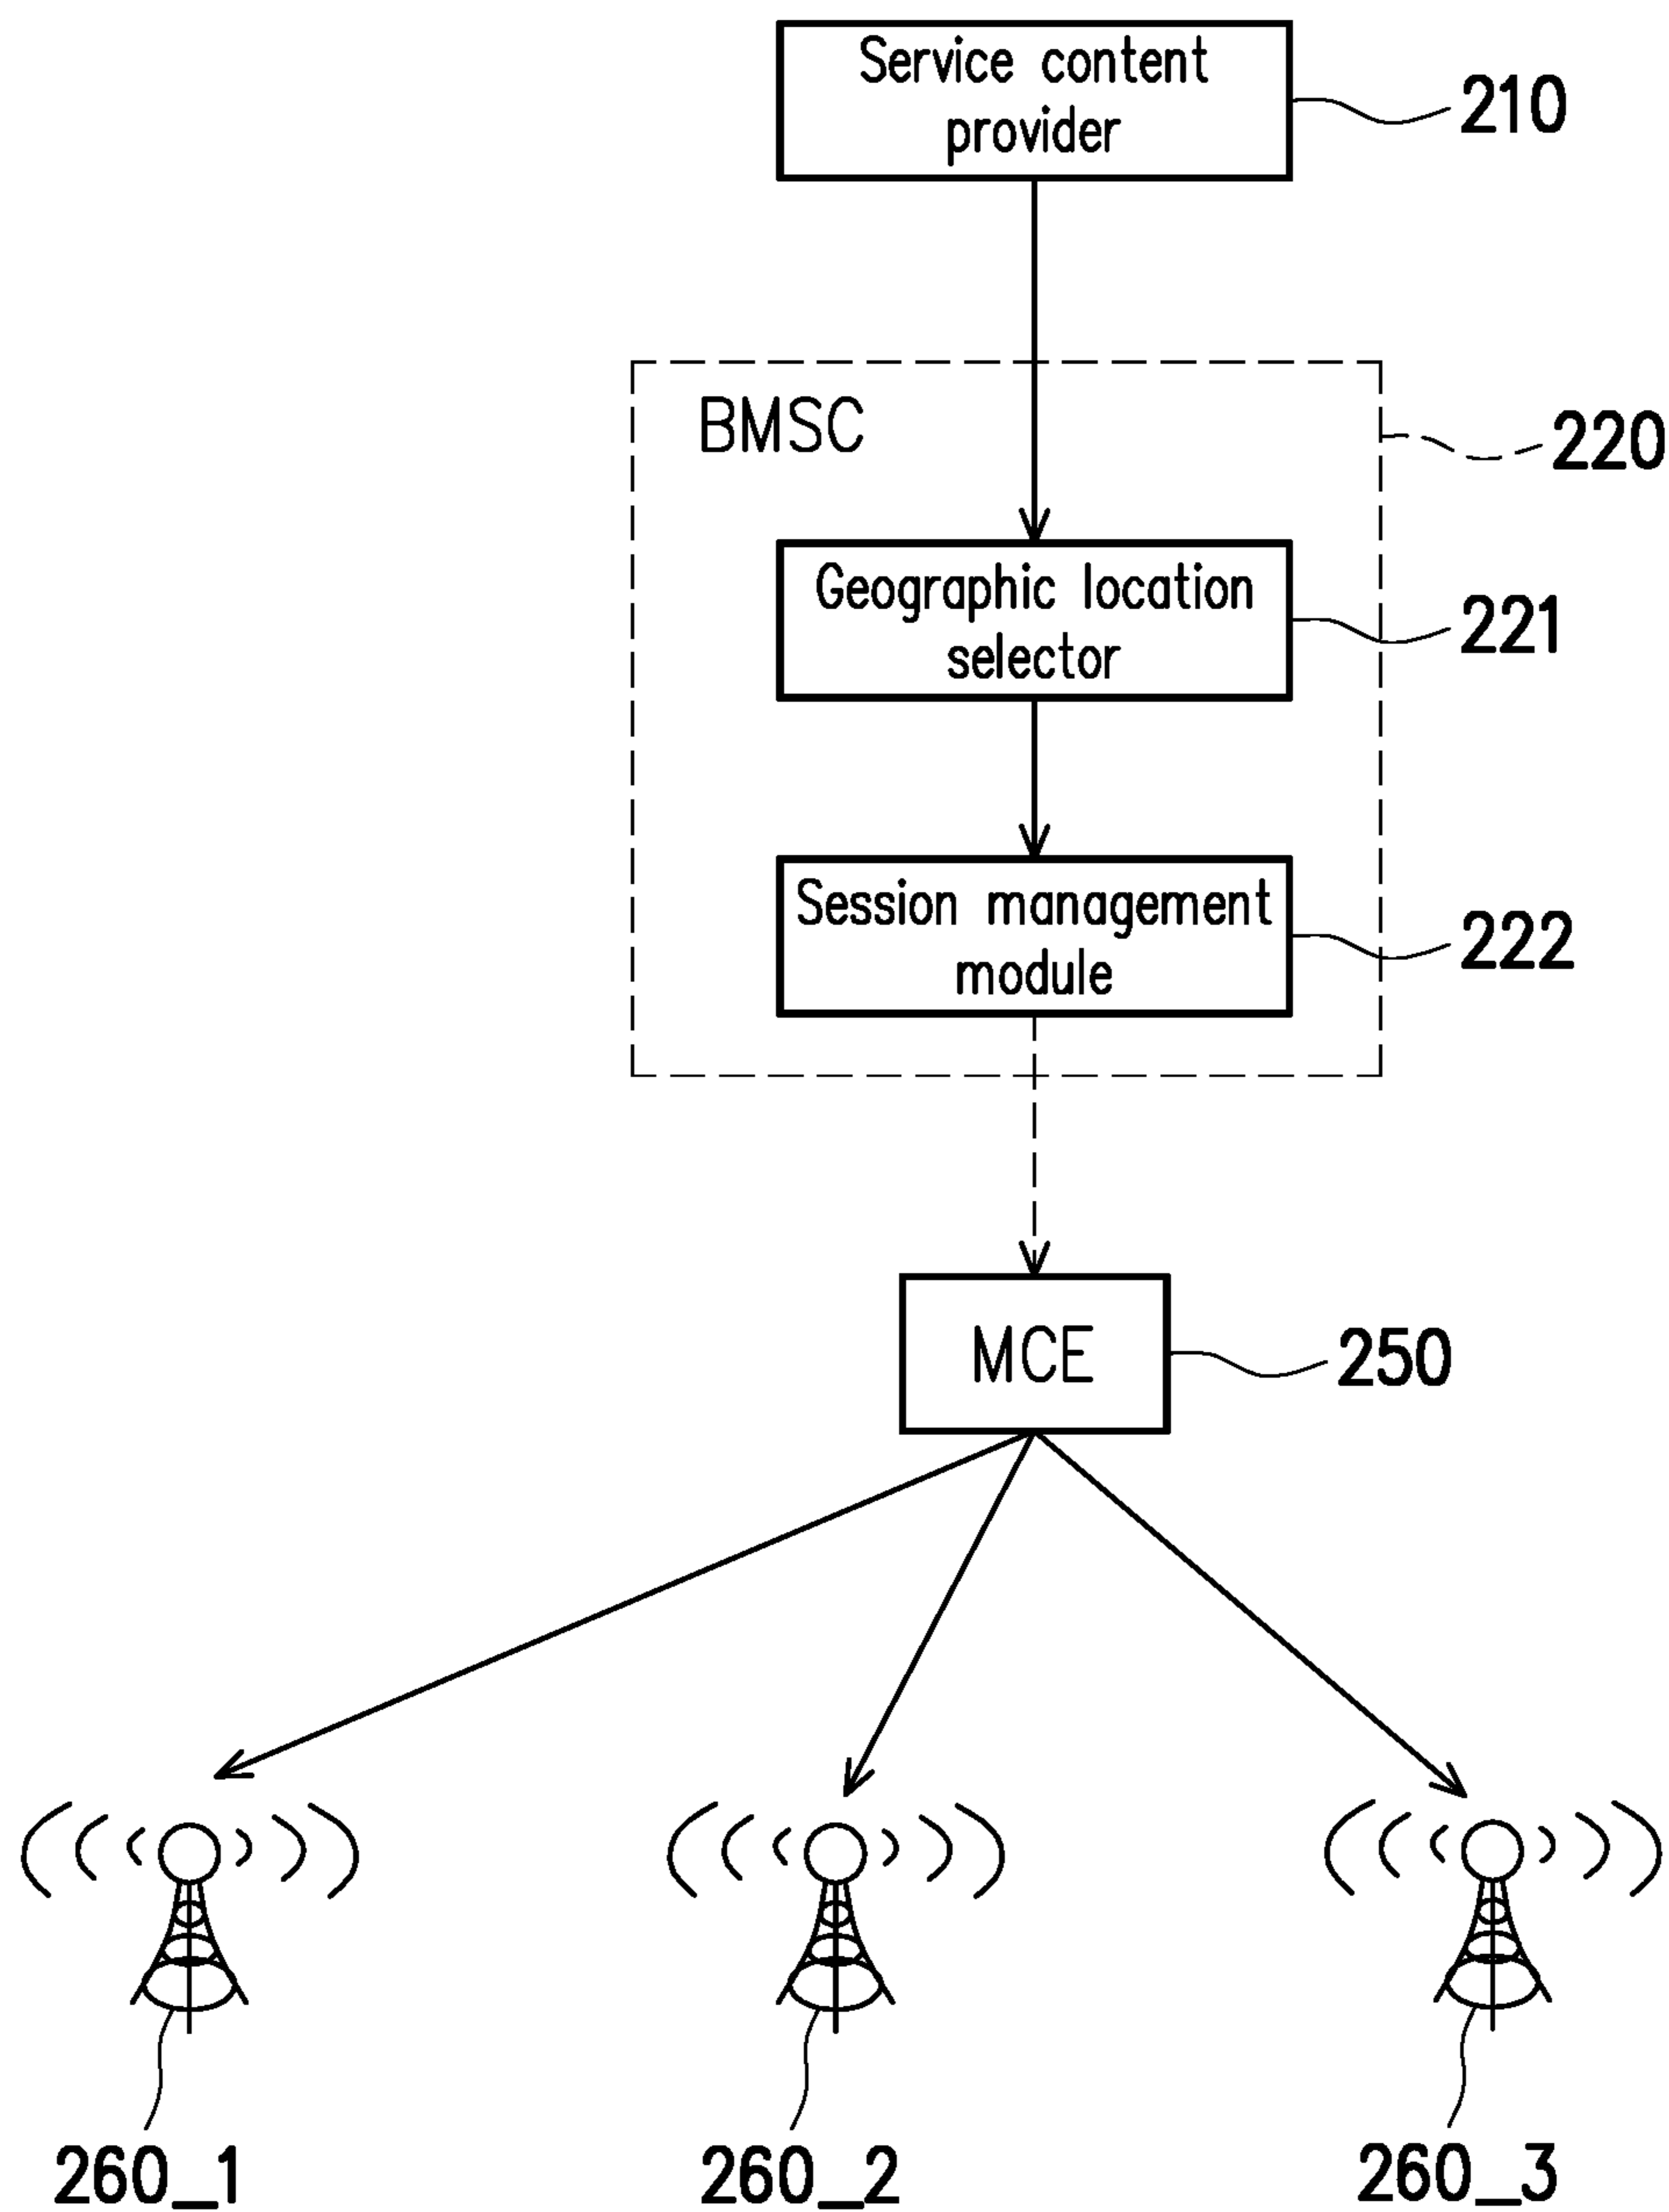 Service content
provider
210
BMSC
220
Geographic location
selector
221
Session management
module
222
MCE
250
260_1
260_2
260_3